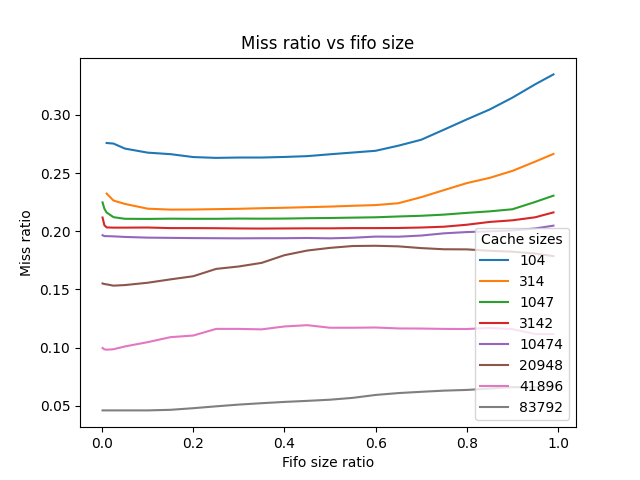 Miss ratio vs fifo size
Miss ratio
0.30
0.25
0.20
0.15
0.10
0.05
Cache sizes
104
314
1047
3142
10474
20948
41896
83792
0.0 0.2 0.4 0.6 0.8 1.0
Fifo size ratio